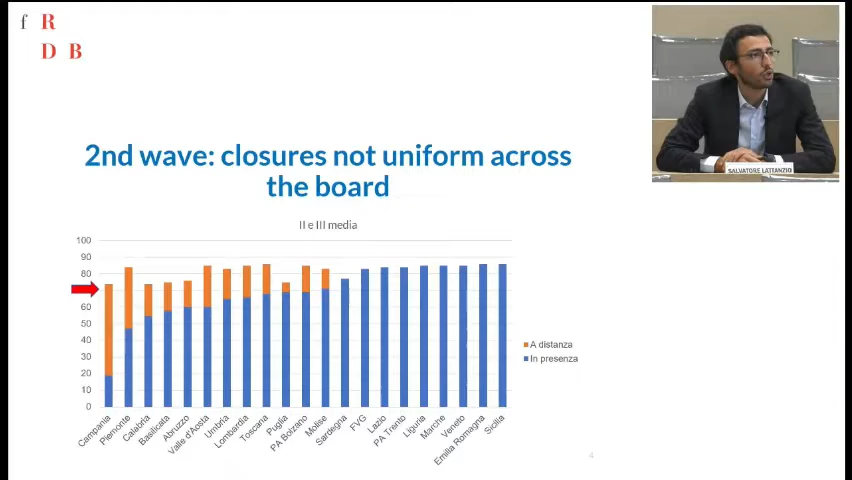 f R
D B
SALVATORE LATTANZIO
2nd wave: closures not uniform across
the board
II e III media
100
90
80
60
50
40
30
20
10
0
A distanza
In presenza
Campania
Piemonte
Calabria
Basilicata
Abruzzo
Valle d'Aosta
Umbria
Lombardia
Toscana
Puglia
PA Bolzano
Molise
Sardegna
FVG
Lazio
PA Trento
Liguria
Marche
Veneto
Emilia Romagna
Sicilia
4